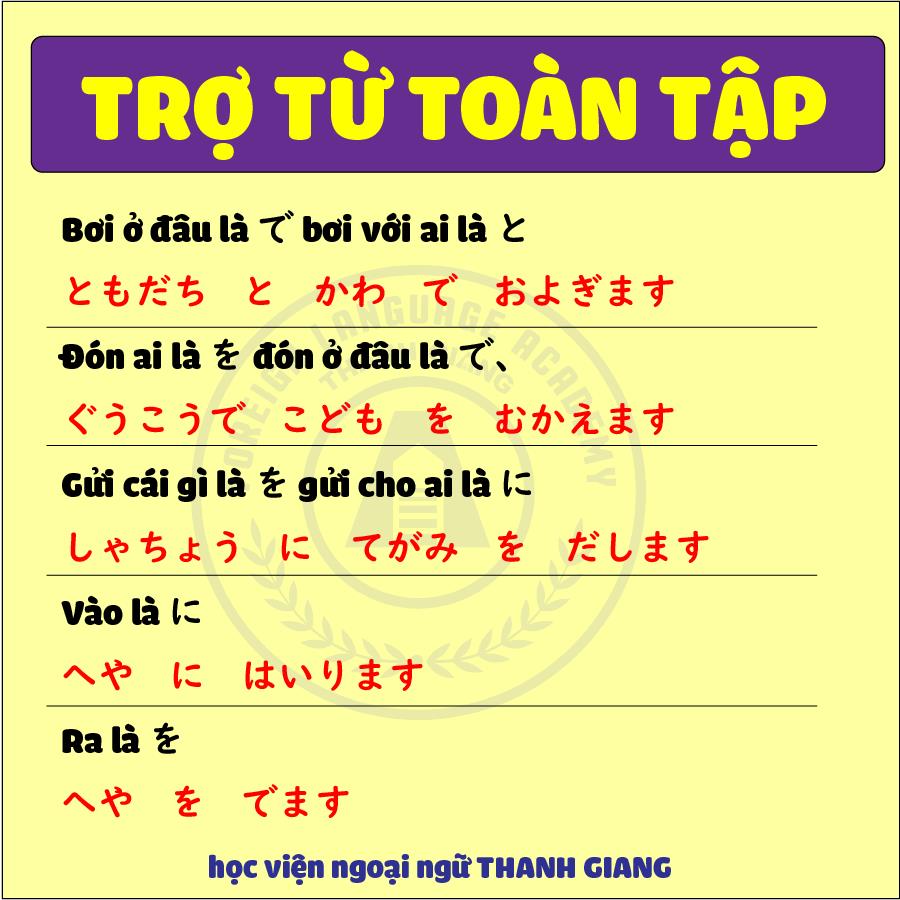 TRỢ TỪ TOÀN TẬP
Bơi ở đâu là で bơi với ai là と
ともだち　と　かわ　で　およぎます
Đón ai là を đón ở đâu là で、
ぐうこうで　こども　を　むかえます
Gửi cái gì là を gửi cho ai là に
しゃちょう　に　てがみ　を　だします
Vào là に
へや　に　はいります
Ra là を
へや　を　でます
học viện ngoại ngữ THANH GIANG
FOREIGN LANGUAGE ACADEMY
THANH GIANG